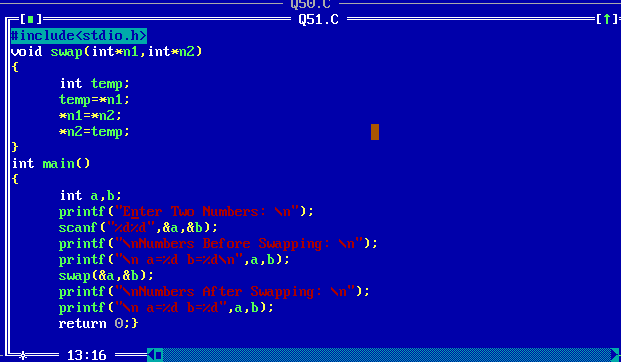 Q50.C
[■] Q51.C [↑]
#include<stdio.h>
void swap(int*n1,int*n2)
{
int temp;
temp=*n1;
*n1=*n2;
*n2=temp;
}
int main()
{
int a,b;
printf("Enter Two Numbers: \n");
scanf("%d%d",&a,&b);
printf("\nNumbers Before Swapping: \n");
printf("\n a=%d b=%d\n",a,b);
swap(&a,&b);
printf("\nNumbers After Swapping: \n");
printf("\n a=%d b=%d",a,b);
return 0;}
* 13:16